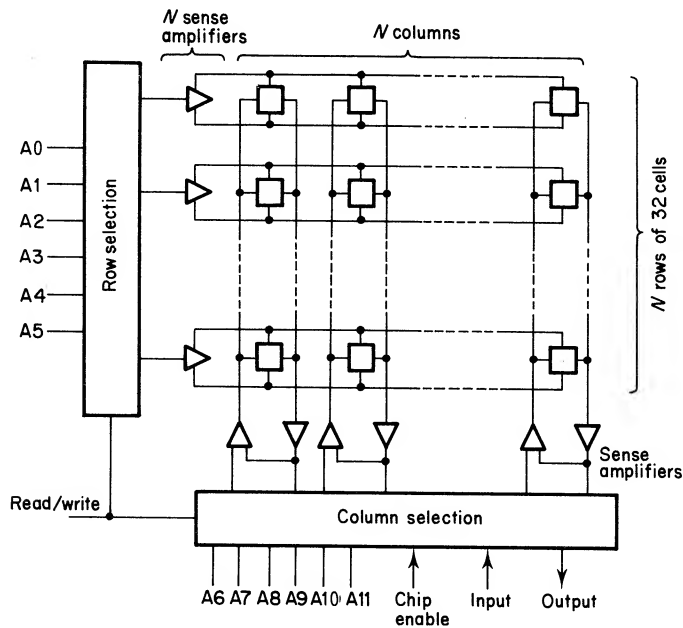 N sense
amplifiers
N columns
A0
A1
A2
A3
A4
A5
Row selection
N rows of 32 cells
Sense
amplifiers
Read/write
Column selection
A6 A7 A8 A9 A10 A11
Chip
enable
Input
Output